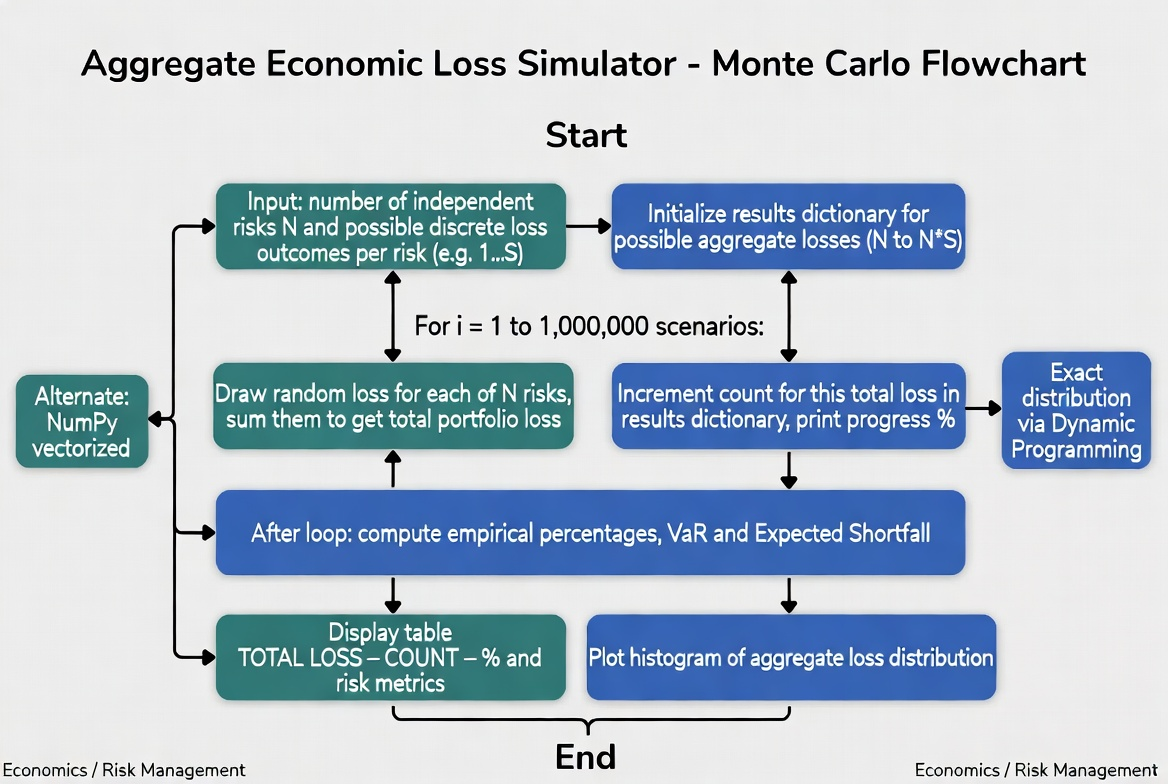 Aggregate Economic Loss Simulator - Monte Carlo Flowchart
Start
Input: number of independent
risks N and possible discrete loss
outcomes per risk (e.g. 1...S)
Initialize results dictionary for
possible aggregate losses (N to N*S)
For i = 1 to 1,000,000 scenarios:
Alternate:
NumPy
vectorized
Draw random loss for each of N risks,
sum them to get total portfolio loss
Increment count for this total loss in
results dictionary, print progress %
Exact
distribution
via Dynamic
Programming
After loop: compute empirical percentages, VaR and Expected Shortfall
Display table
TOTAL LOSS – COUNT – % and
risk metrics
Plot histogram of aggregate loss distribution
End
Economics / Risk Management
Economics / Risk Management